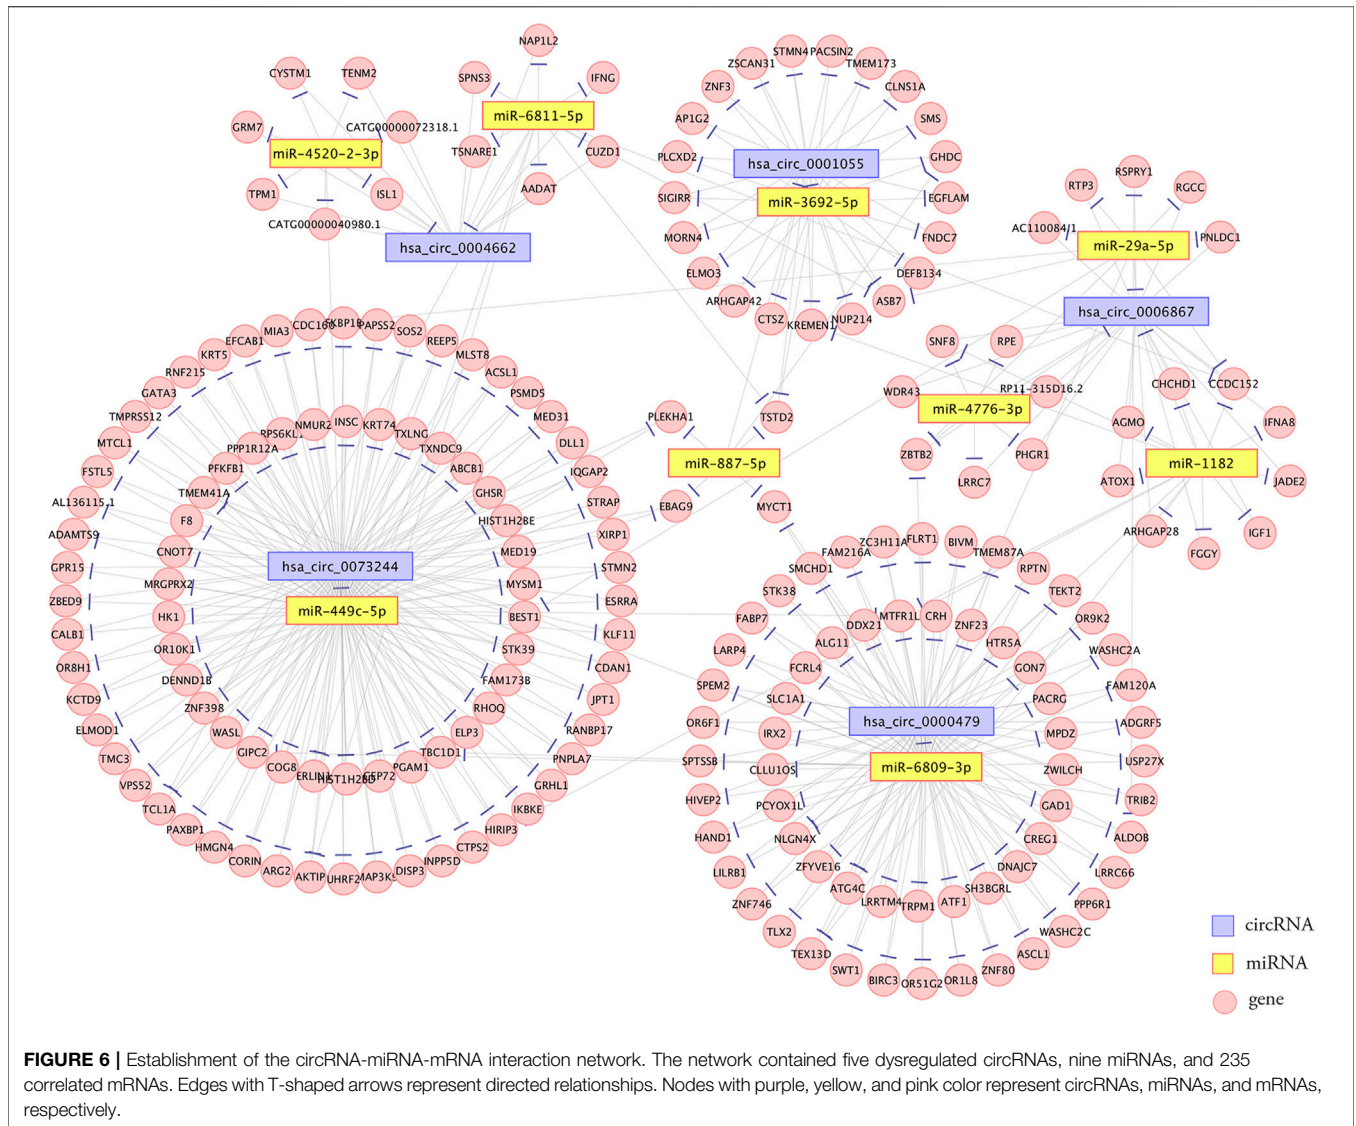 NAP1L2
CYSTM1
TENM2
SPNS3
IFNG
miR-6811-5p
GRM7
CATG00000072318.1
miR-4520-2-3p
TSNARE1
CUZD1
TPM1
ISL1
AADAT
CATG00000040980.1
hsa_circ_0004662
STMN4
PACSIN2
ZSCAN31
TMEM173
ZNF3
CLNS1A
AP1G2
SMS
PLCXD2
GHDC
hsa_circ_0001055
miR-3692-5p
SIGIRR
EGFLAM
MORN4
FNDC7
ELMO3
DEFB134
ARHGAP42
ASB7
CTSZ
KREMEN1
NUP214
RSPRY1
RTP3
RGCC
AC110084.1
PNLDC1
miR-29a-5p
hsa_circ_0006867
SNF8
RPE
WDR43
RP11-315D16.2
miR-4776-3p
ZBTB2
PHGR1
LRRC7
CHCHD1
CCDC152
AGMO
IFNA8
miR-1182
ATOX1
JADE2
ARHGAP28
IGF1
FGGY
PLEKHA1
TSTD2
miR-887-5p
EBAG9
MYCT1
CDC16
FKBP1B
PAPSS2
MIA3
SOS2
EFCAB1
REEP5
KRT5
MLST8
RNF215
ACSL1
GATA3
PSMD5
TMPRSS12
MED31
MTCL1
DLL1
FSTL5
IQGAP2
AL136115.1
STRAP
ADAMTS9
XIRP1
GPR15
STMN2
ZBED9
ESRRA
CALB1
KLF11
OR8H1
CDAN1
KCTD9
JPT1
ELMOD1
RANBP17
TMC3
PNPLA7
VPS52
GRHL1
TCL1A
IKBKE
PAXBP1
HIRIP3
HMGN4
CTPS2
CORIN
INPP5D
ARG2
DISP3
AKTIP
UHRF2
MAP3K9
NMUR2
INSC
KRT74
RPS6KL1
TXLNG
PPP1R12A
TXNDC9
PFKFB1
ABCB1
TMEM41A
GHSR
F8
HIST1H2BE
CNOT7
MED19
MRGPRX2
MYSM1
HK1
BEST1
OR10K1
STK39
DENND1B
FAM173B
ZNF398
RHOQ
WASL
ELP3
GIPC2
TBC1D1
COG8
PGAM1
ERLIN1
CEP72
hsa_circ_0073244
miR-449c-5p
ZC3H11A
FLRT1
BIVM
FAM216A
TMEM87A
SMCHD1
RPTN
STK38
TEKT2
FABP7
OR9K2
LARP4
WASHC2A
SPEM2
FAM120A
OR6F1
ADGRF5
SPTSSB
USP27X
HIVEP2
TRIB2
HAND1
ALDOB
LILRB1
LRRC66
ZNF746
PPP6R1
TLX2
WASHC2C
TEX13D
ASCL1
SWT1
ZNF80
BIRC3
OR51G2
OR1L8
MTFR1L
CRH
DDX21
ZNF23
ALG11
HTR5A
FCRL4
GON7
SLC1A1
PACRG
IRX2
MPDZ
CLLU1OS
ZWILCH
PCYOX1L
GAD1
NLGN4X
CREG1
ZFYVE16
DNAJC7
ATG4C
SH3BGRL
LRRTM4
TRPM1
ATF1
hsa_circ_0000479
miR-6809-3p
circRNA
miRNA
gene
FIGURE 6 | Establishment of the circRNA-miRNA-mRNA interaction network. The network contained five dysregulated circRNAs, nine miRNAs, and 235
correlated mRNAs. Edges with T-shaped arrows represent directed relationships. Nodes with purple, yellow, and pink color represent circRNAs, miRNAs, and mRNAs,
respectively.